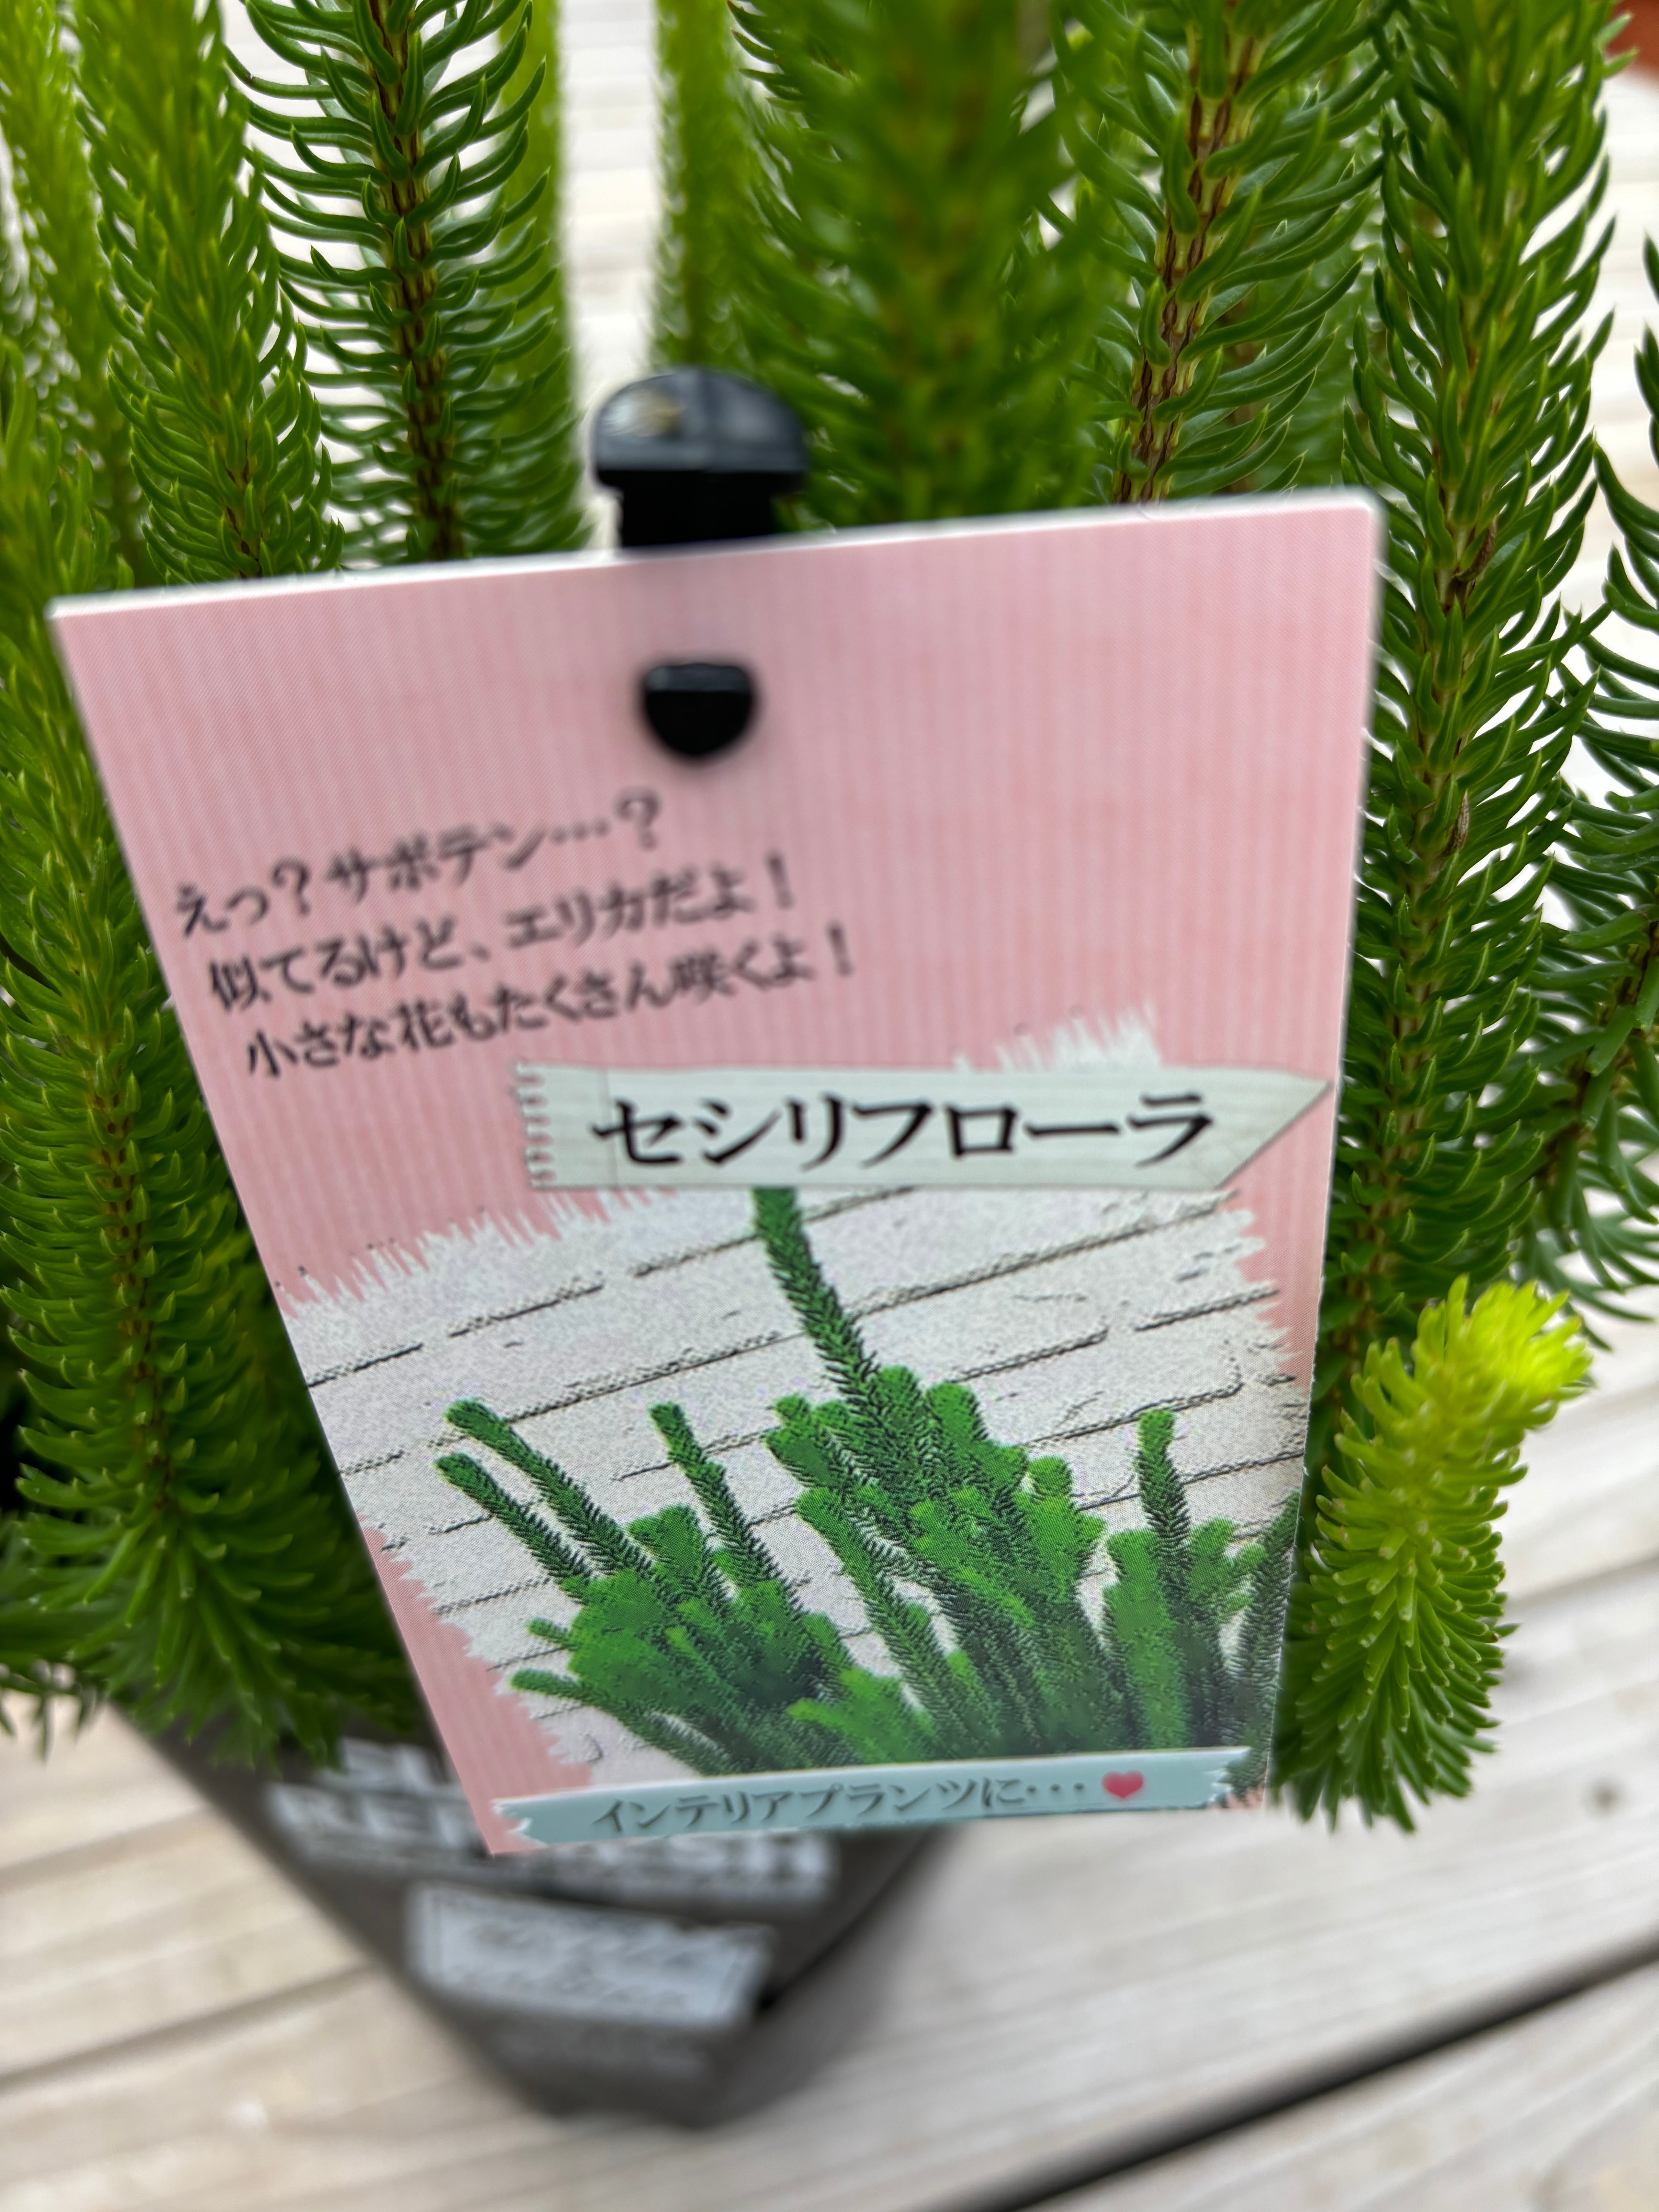 えっ？サボテン…？
似てるけど、エリカだよ！
小さな花もたくさん咲くよ！
セシリフローラ
インテリアプランツに･･･❤